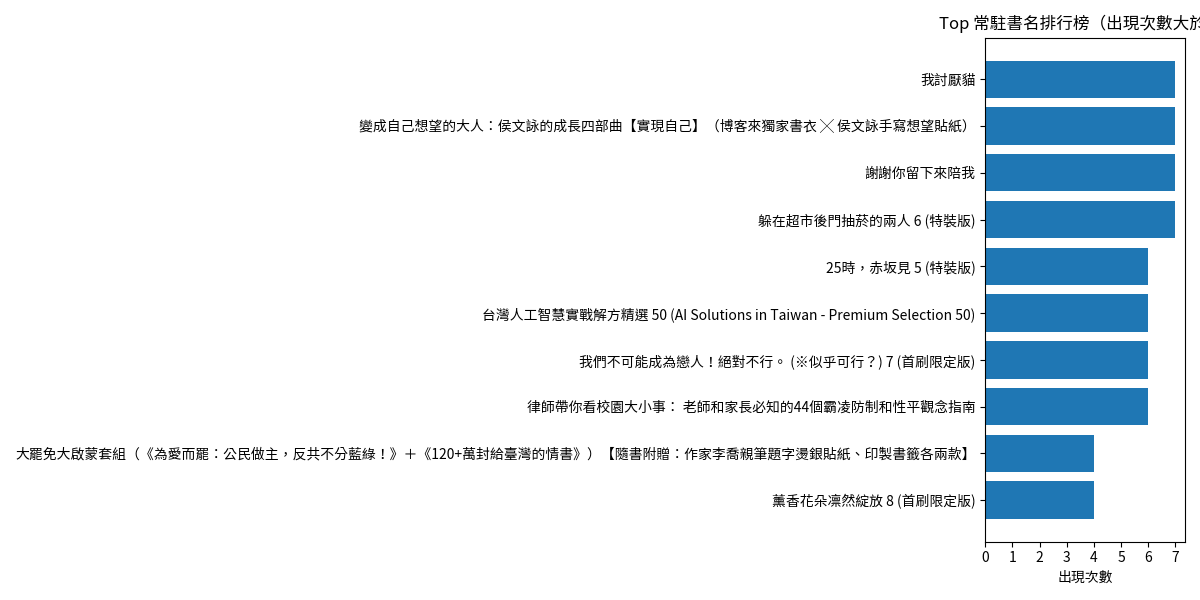 Top 常駐書名排行榜（出現次數大於
我討厭貓
變成自己想望的大人：侯文詠的成長四部曲【實現自己】（博客來獨家書衣╳侯文詠手寫想望貼紙）
謝謝你留下來陪我
躲在超市後門抽菸的兩人 6 (特裝版)
25時，赤坂見 5 (特裝版)
台灣人工智慧實戰解方精選 50 (AI Solutions in Taiwan - Premium Selection 50)
我們不可能成為戀人！絕對不行。 (※似乎可行？) 7 (首刷限定版)
律師帶你看校園大小事： 老師和家長必知的44個霸凌防制和性平觀念指南
大罷免大啟蒙套組（《為愛而罷：公民做主，反共不分藍綠！》＋《120+萬封給臺灣的情書》）【隨書附贈：作家李喬親筆題字燙銀貼紙、印製書籤各兩款】
薰香花朵凛然綻放 8 (首刷限定版)
0 1 2 3 4 5 6 7
出現次數